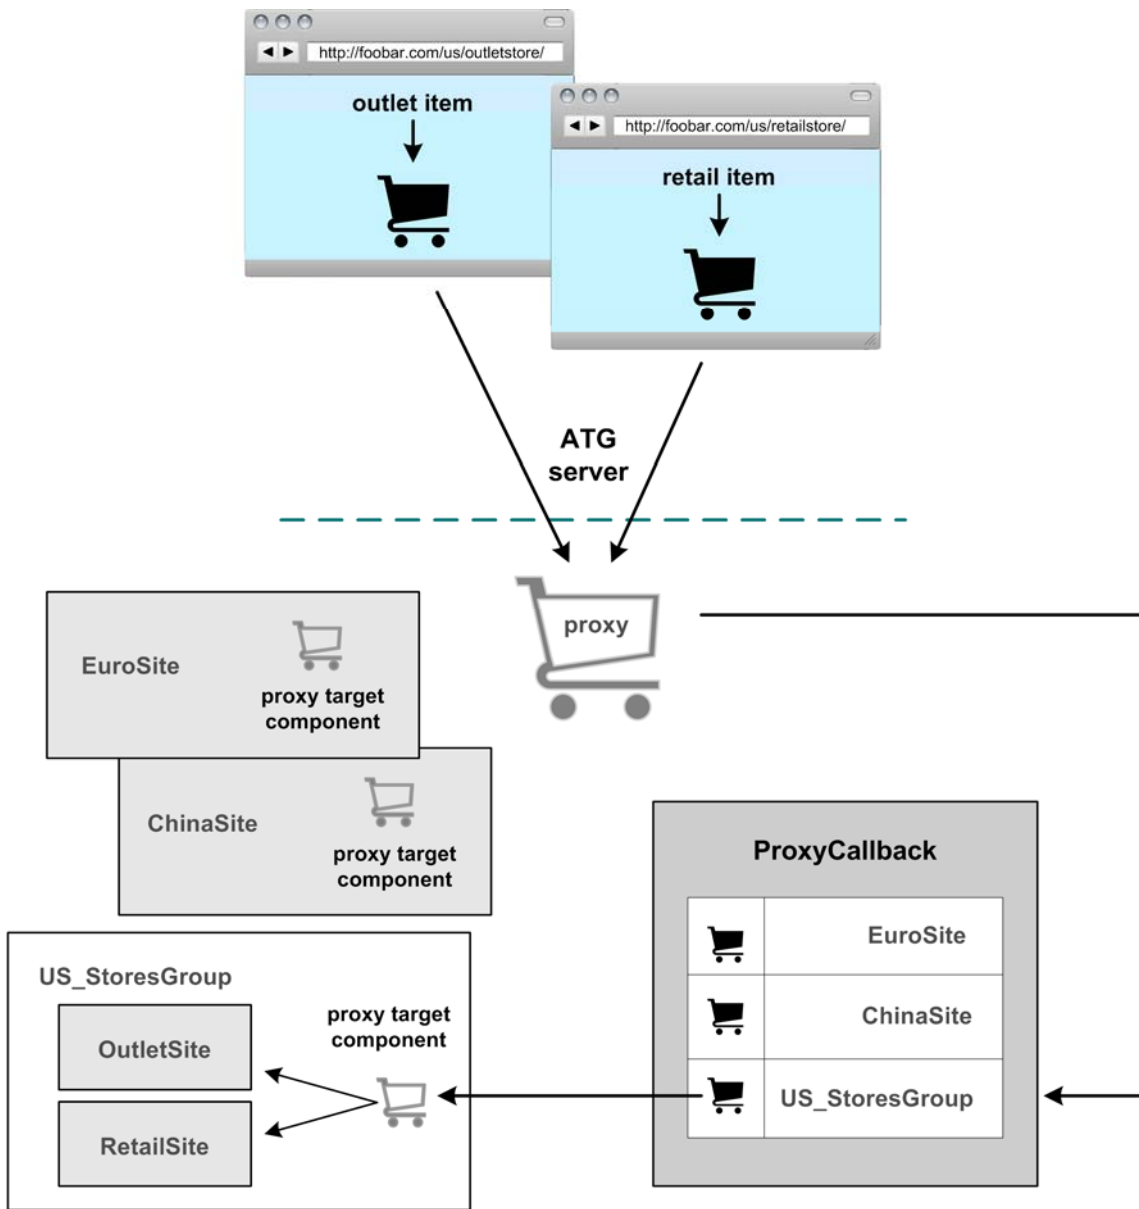 http://foobar.com/us/outletstore/
outlet item
http://foobar.com/us/retailstore/
retail item
ATG
server
proxy
EuroSite
proxy target
component
ChinaSite
proxy target
component
ProxyCallback
EuroSite
ChinaSite
US_StoresGroup
US_StoresGroup
proxy target
component
OutletSite
RetailSite